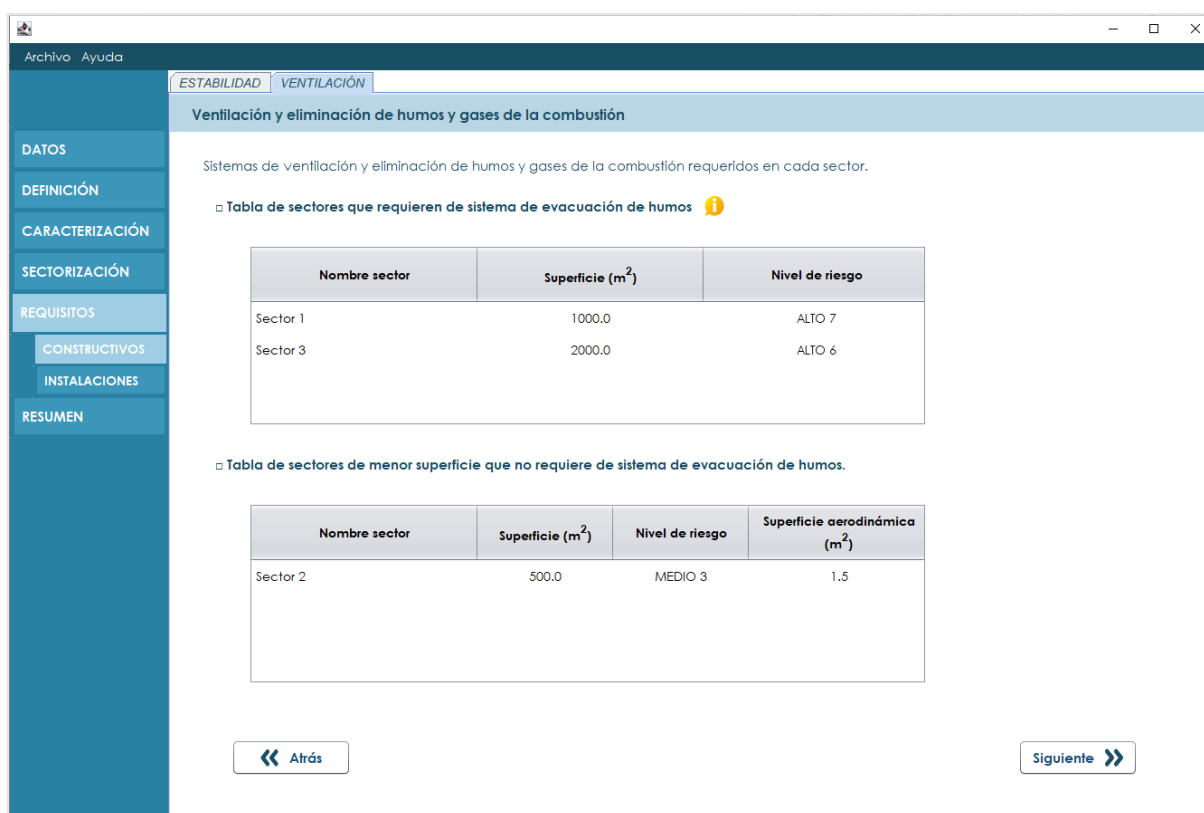 Archivo Ayuda
ESTABILIDAD VENTILACIÓN
Ventilación y eliminación de humos y gases de la combustión
DATOS
DEFINICIÓN
CARACTERIZACIÓN
SECTORIZACIÓN
REQUISITOS
CONSTRUCTIVOS
INSTALACIONES
RESUMEN
Sistemas de ventilación y eliminación de humos y gases de la combustión requeridos en cada sector.
Tabla de sectores que requieren de sistema de evacuación de humos
Nombre sector Superficie (m²) Nivel de riesgo
Sector 1 1000.0 ALTO 7
Sector 3 2000.0 ALTO 6
Tabla de sectores de menor superficie que no requiere de sistema de evacuación de humos.
Nombre sector Superficie (m²) Nivel de riesgo Superficie aerodinámica (m²)
Sector 2 500.0 MEDIO 3 1.5
Atrás Siguiente